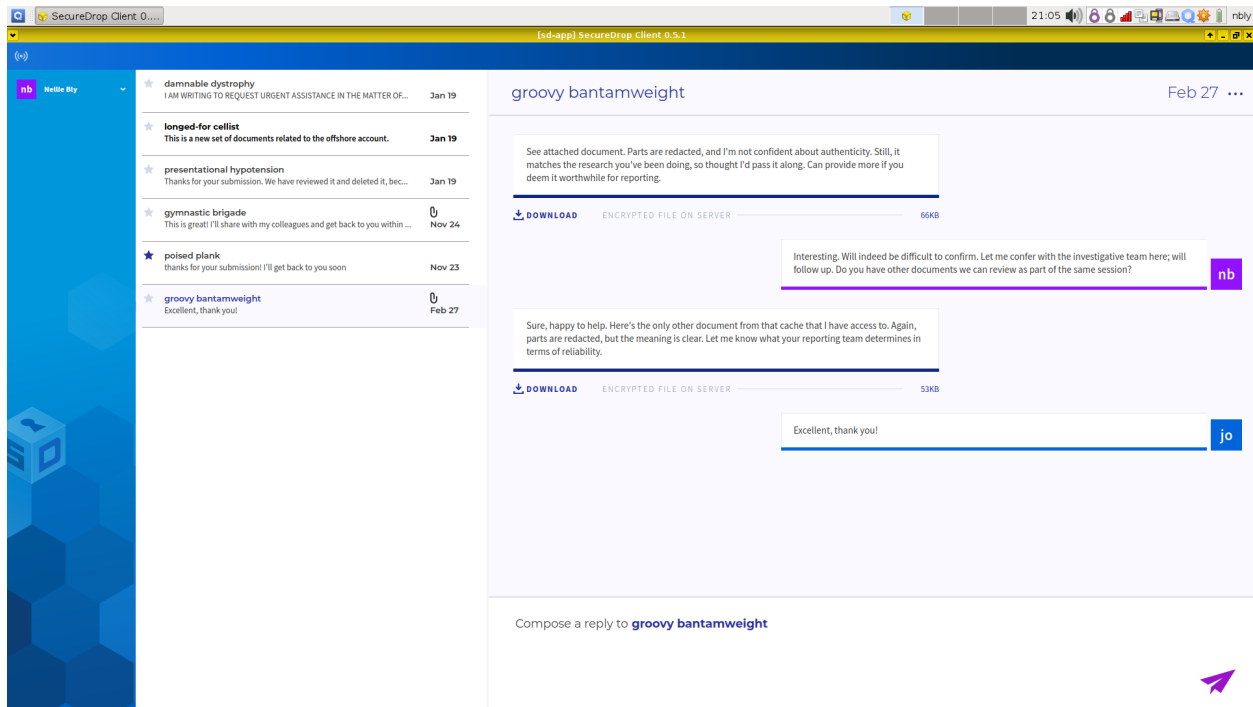 SecureDrop Client 0....
21:05
nbly
[sd-app] SecureDrop Client 0.5.1
nb
Nellie Bly
damnable dystrophy
I AM WRITING TO REQUEST URGENT ASSISTANCE IN THE MATTER OF...
Jan 19
longed-for cellist
This is a new set of documents related to the offshore account.
Jan 19
presentational hypotension
Thanks for your submission. We have reviewed it and deleted it, bec...
Jan 19
gymnastic brigade
This is great! I'll share with my colleagues and get back to you within ...
Nov 24
poised plank
thanks for your submission! I'll get back to you soon
Nov 23
groovy bantamweight
Excellent, thank you!
Feb 27
SD
groovy bantamweight
Feb 27
See attached document. Parts are redacted, and I'm not confident about authenticity. Still, it
matches the research you've been doing, so thought I'd pass it along. Can provide more if you
deem it worthwhile for reporting.
DOWNLOAD
ENCRYPTED FILE ON SERVER
66KB
Interesting. Will indeed be difficult to confirm. Let me confer with the investigative team here; will
follow up. Do you have other documents we can review as part of the same session?
nb
Sure, happy to help. Here's the only other document from that cache that I have access to. Again,
parts are redacted, but the meaning is clear. Let me know what your reporting team determines in
terms of reliability.
DOWNLOAD
ENCRYPTED FILE ON SERVER
53KB
Excellent, thank you!
jo
Compose a reply to groovy bantamweight